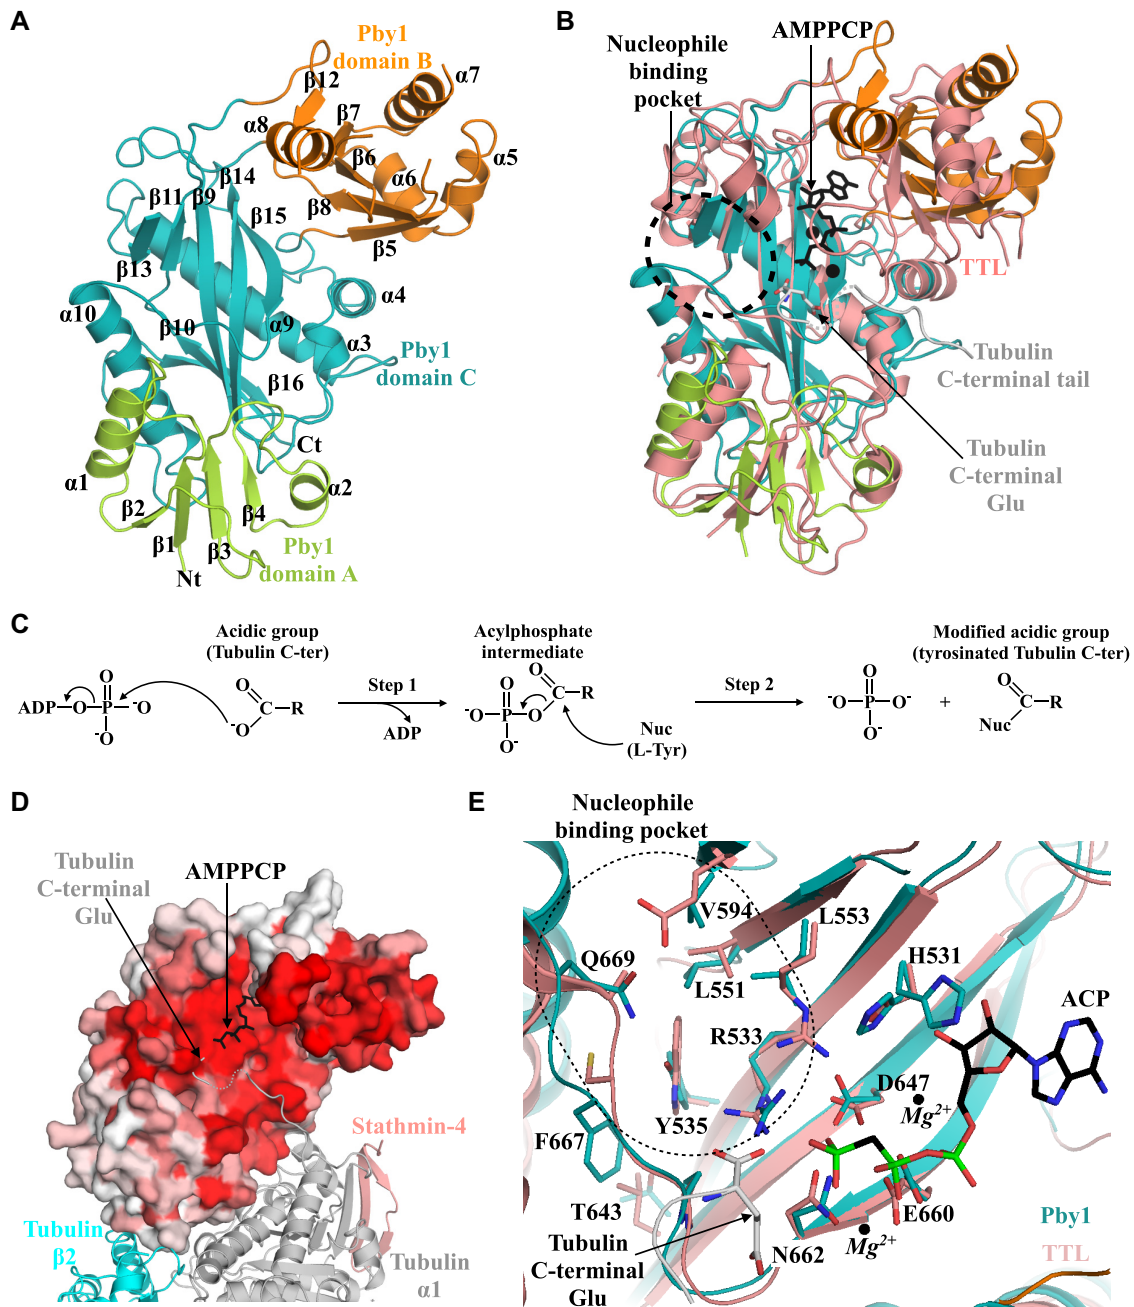 A
Pby1
domain B
α7
β12
β7
α8
β6
α5
β14
α6
β11
β9
β8
β15
β5
β13
α4
α10
β10
α9
α3
Pby1
domain C
β16
Ct
α1
α2
β2
β4
β1
β3
Pby1
domain A
Nt
B
AMPPCP
Nucleophile
binding
pocket
TTL
Tubulin
C-terminal tail
Tubulin
C-terminal
Glu
C
Acidic group
(Tubulin C-ter)
Acylphosphate
intermediate
Modified acidic group
(tyrosinated Tubulin C-ter)
ADP–O–P–O⁻
O
⁻O
O
C–R
⁻O
Step 1
ADP
O
⁻O–P–O
O⁻
O
C–R
Nuc
(L-Tyr)
Step 2
O
⁻O–P–O⁻
O⁻
+
O
C–R
Nuc
D
AMPPCP
Tubulin
C-terminal
Glu
Stathmin-4
Tubulin
β2
Tubulin
α1
E
Nucleophile
binding pocket
V594
L553
Q669
H531
L551
ACP
R533
D647
Mg²⁺
Y535
F667
T643
E660
N662
Mg²⁺
Tubulin
C-terminal
Glu
Pby1
TTL